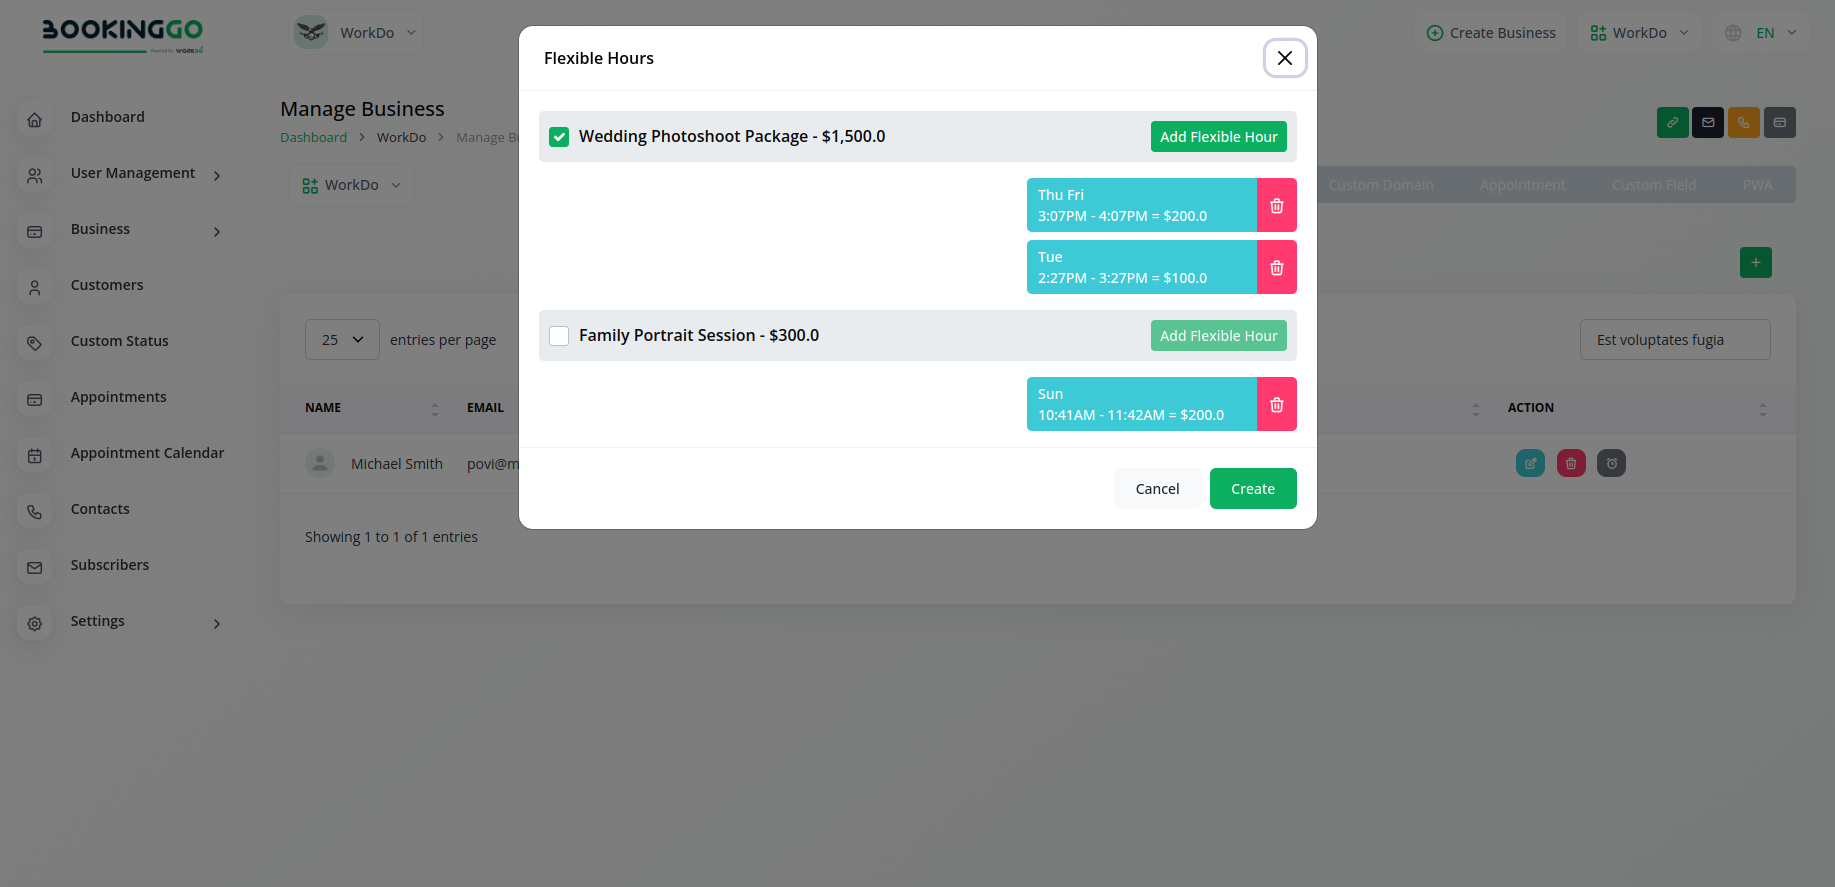 BOOKINGGO
Powered by WORKDO
WorkDo
Create Business
WorkDo
EN
Flexible Hours
Manage Business
Dashboard > WorkDo > Manage Bu
WorkDo
Custom Domain
Appointment
Custom Field
PWA
Dashboard
User Management
Business
Customers
Custom Status
Appointments
Appointment Calendar
Contacts
Subscribers
Settings
Wedding Photoshoot Package - $1,500.0
Add Flexible Hour
Thu Fri
3:07PM - 4:07PM = $200.0
Tue
2:27PM - 3:27PM = $100.0
Family Portrait Session - $300.0
Add Flexible Hour
Sun
10:41AM - 11:42AM = $200.0
Cancel
Create
25
entries per page
Est voluptates fugia
NAME
EMAIL
ACTION
Michael Smith
povi@m
Showing 1 to 1 of 1 entries